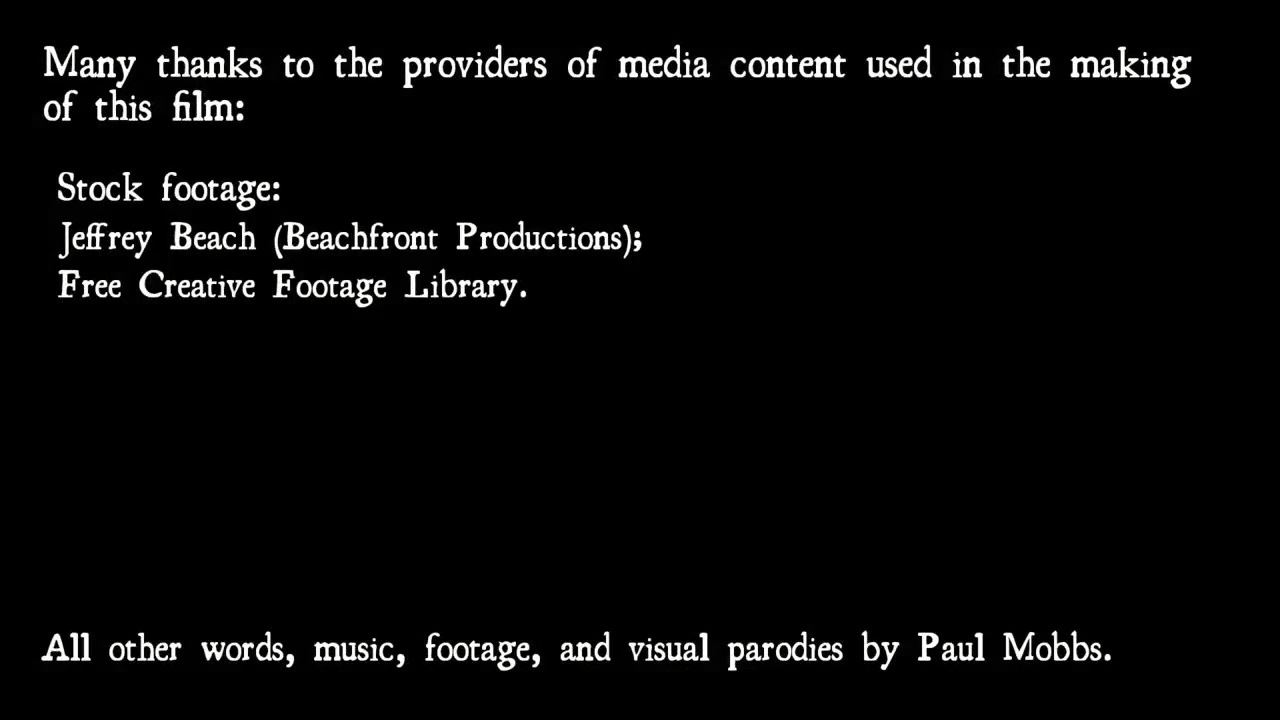 Many thanks to the providers of media content used in the making
of this film:
Stock footage:
Jeffrey Beach (Beachfront Productions);
Free Creative Footage Library.
All other words, music, footage, and visual parodies by Paul Mobbs.